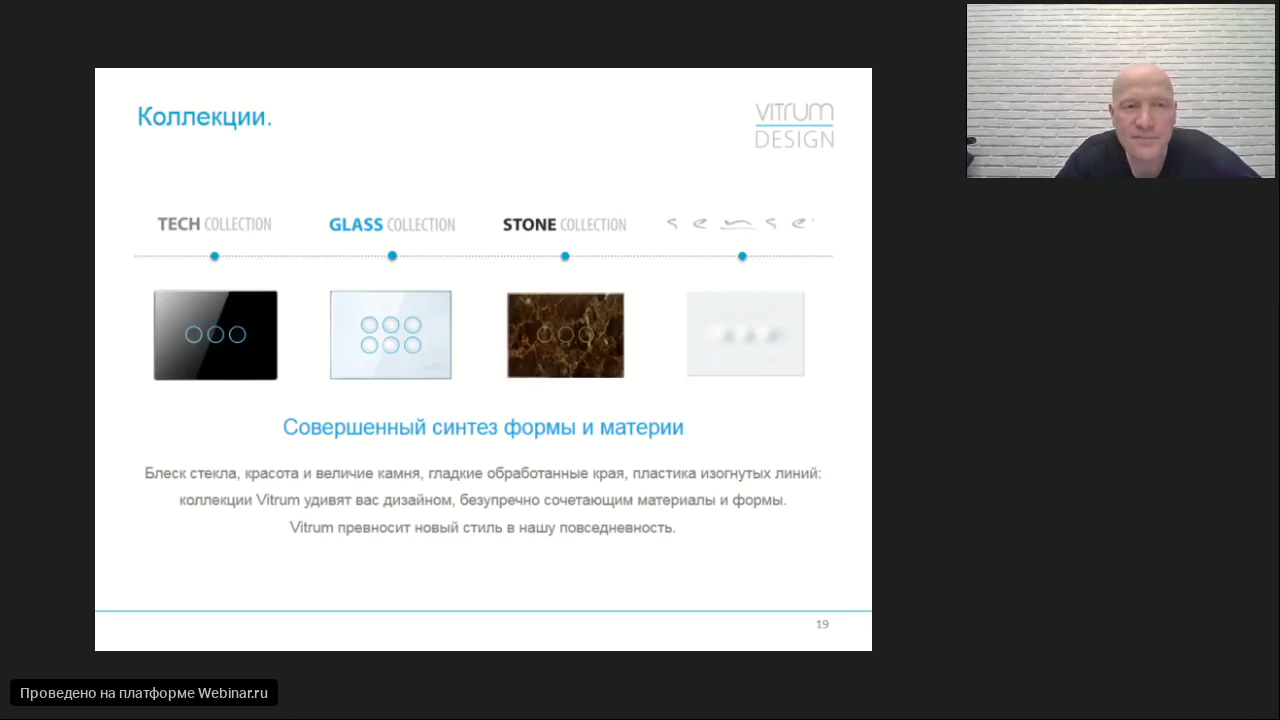 Коллекции.
VITRUM
DESIGN
TECH COLLECTION
GLASS COLLECTION
STONE COLLECTION
sense
Совершенный синтез формы и материи
Блеск стекла, красота и величие камня, гладкие обработанные края, пластика изогнутых линий:
коллекции Vitrum удивят вас дизайном, безупречно сочетающим материалы и формы.
Vitrum превносит новый стиль в нашу повседневность.
19
Проведено на платформе Webinar.ru